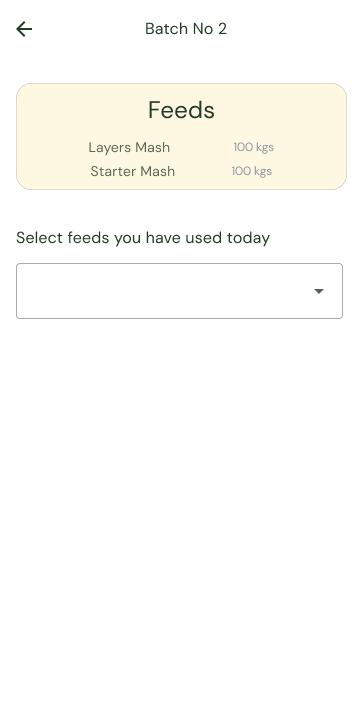 Batch No 2
Feeds
Layers Mash 100 kgs
Starter Mash 100 kgs
Select feeds you have used today